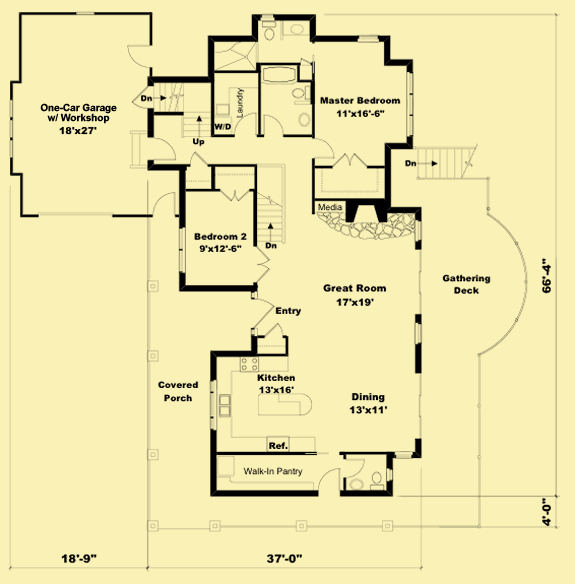 One-Car Garage
w/ Workshop
18'x27'
Dn
Up
W/D
Laundry
Master Bedroom
11'x16'-6"
Dn
Media
Bedroom 2
9'x12'-6"
Dn
Great Room
17'x19'
Gathering
Deck
66'-4"
Entry
Covered
Porch
Kitchen
13'x16'
Dining
13'x11'
Ref.
Walk-In Pantry
4'-0"
18'-9"
37'-0"